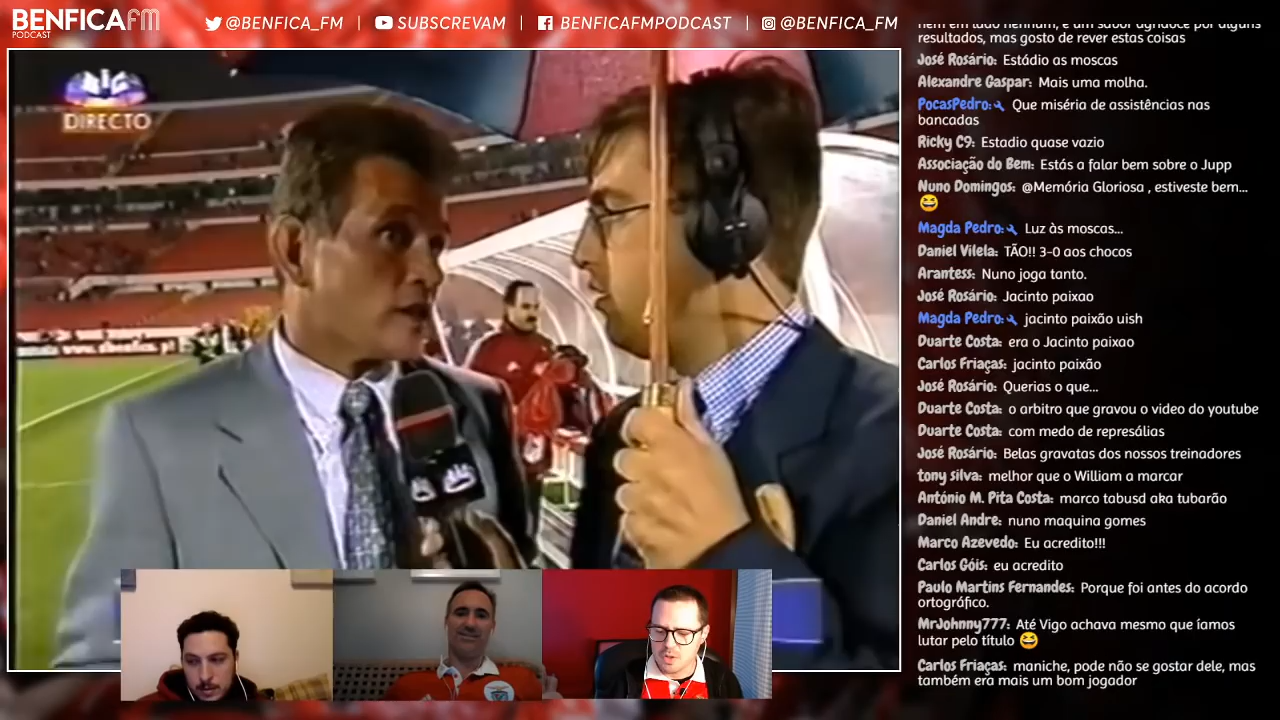 BENFICAFM
PODCAST
@BENFICA_FM | SUBSCREVAM | BENFICAFMPODCAST | @BENFICA_FM
SIC
DIRECTO
resultados, mas gosto de rever estas coisas
José Rosário: Estádio as moscas
Alexandre Gaspar: Mais uma molha.
PocasPedro: Que miséria de assistências nas
bancadas
Ricky C9: Estadio quase vazio
Associação do Bem: Estás a falar bem sobre o Jupp
Nuno Domingos: @Memória Gloriosa , estiveste bem...
😆
Magda Pedro: Luz às moscas...
Daniel Vilela: TÃO!! 3-0 aos chocos
Arantess: Nuno joga tanto.
José Rosário: Jacinto paixao
Magda Pedro: jacinto paixão uish
Duarte Costa: era o Jacinto paixao
Carlos Friaças: jacinto paixão
José Rosário: Querias o que...
Duarte Costa: o arbitro que gravou o video do youtube
Duarte Costa: com medo de represálias
José Rosário: Belas gravatas dos nossos treinadores
tony silva: melhor que o William a marcar
António M. Pita Costa: marco tabusd aka tubarão
Daniel Andre: nuno maquina gomes
Marco Azevedo: Eu acredito!!!
Carlos Góis: eu acredito
Paulo Martins Fernandes: Porque foi antes do acordo
ortográfico.
MrJohnny777: Até Vigo achava mesmo que íamos
lutar pelo título 😆
Carlos Friaças: maniche, pode não se gostar dele, mas
também era mais um bom jogador